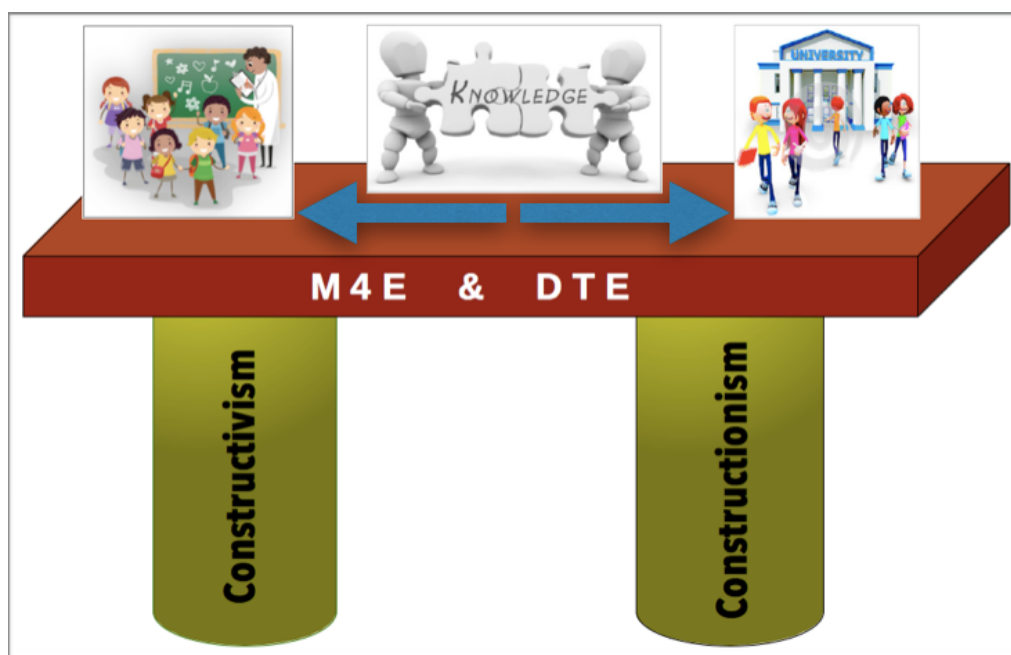 UNIVERSITY
KNOWLEDGE
M4E & DTE
Constructivism
Constructionism